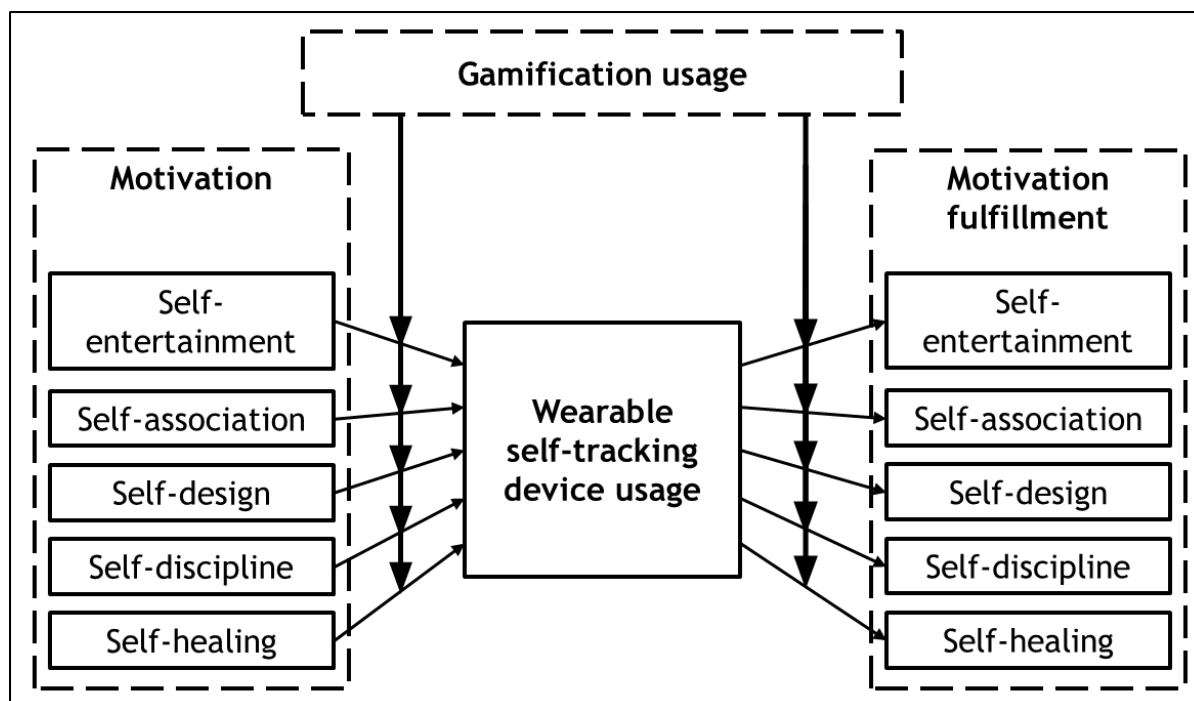 Gamification usage
Motivation
Self-
entertainment
Self-association
Self-design
Self-discipline
Self-healing
Wearable
self-tracking
device usage
Motivation
fulfillment
Self-
entertainment
Self-association
Self-design
Self-discipline
Self-healing